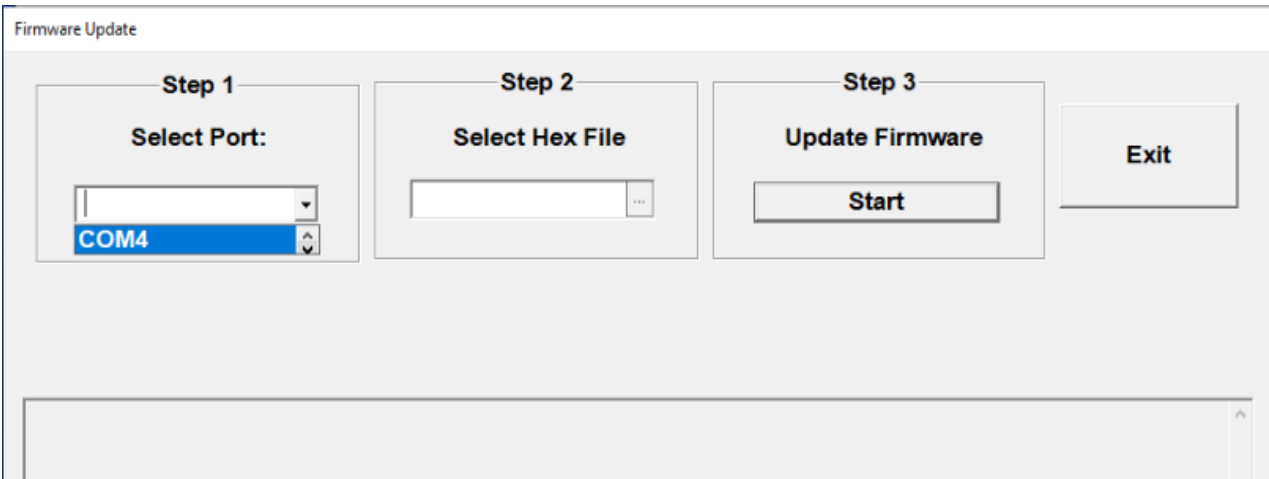 Firmware Update
Step 1
Select Port:
COM4
Step 2
Select Hex File
...
Step 3
Update Firmware
Start
Exit